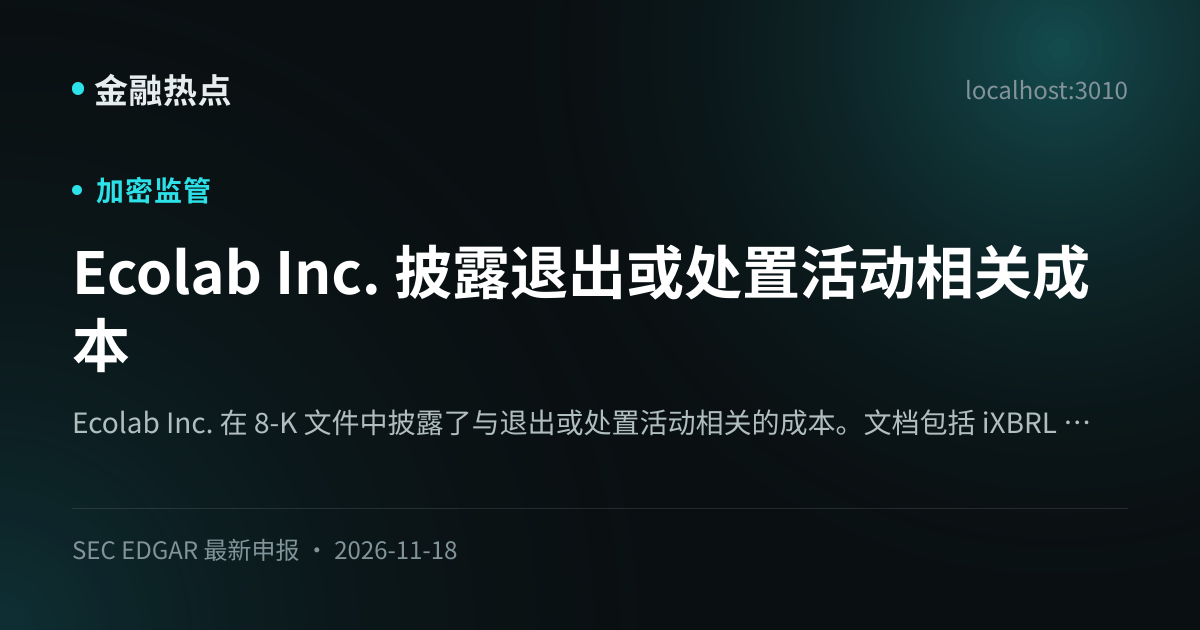 金融热点
localhost:3010
加密监管
Ecolab Inc. 披露退出或处置活动相关成
本
Ecolab Inc. 在 8-K 文件中披露了与退出或处置活动相关的成本。文档包括 iXBRL …
SEC EDGAR 最新申报 · 2026-11-18